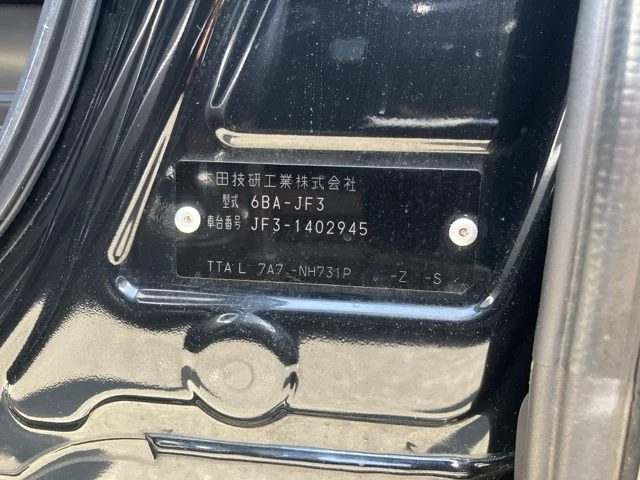 本田技研工業株式会社
型式 6BA-JF3
車台番号 JF3-1402945
TTA L 7A7 -NH731P -Z -S